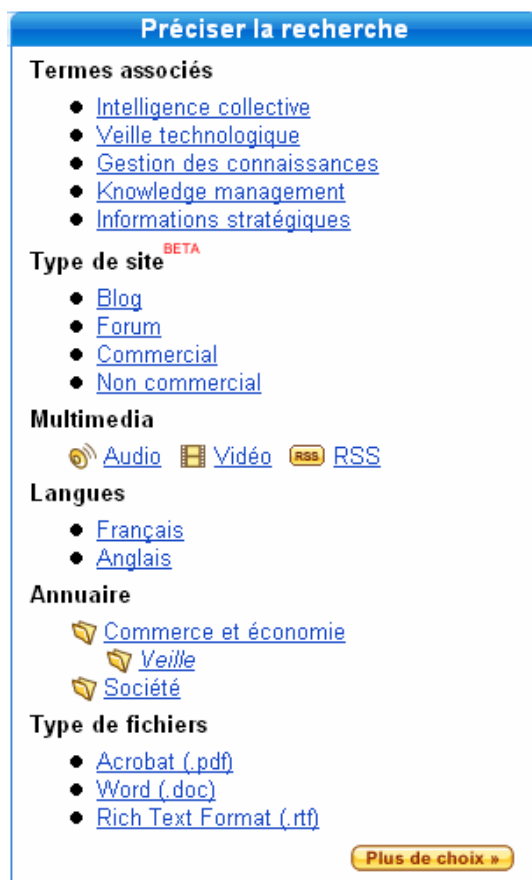 Préciser la recherche
Termes associés
Intelligence collective
Veille technologique
Gestion des connaissances
Knowledge management
Informations stratégiques
Type de site BETA
Blog
Forum
Commercial
Non commercial
Multimedia
Audio Vidéo RSS RSS
Langues
Français
Anglais
Annuaire
Commerce et économie
Veille
Société
Type de fichiers
Acrobat (.pdf)
Word (.doc)
Rich Text Format (.rtf)
Plus de choix »